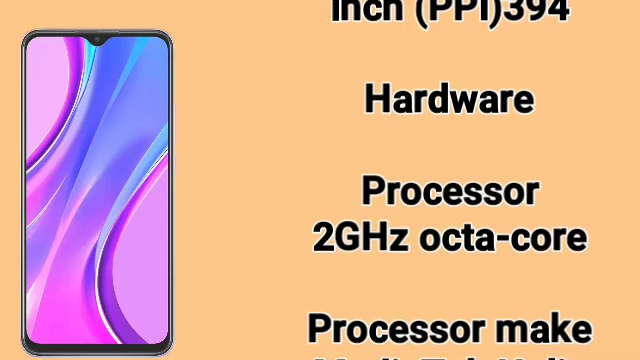 Inch (PPI)394
Hardware
Processor
2GHz octa-core
Processor make